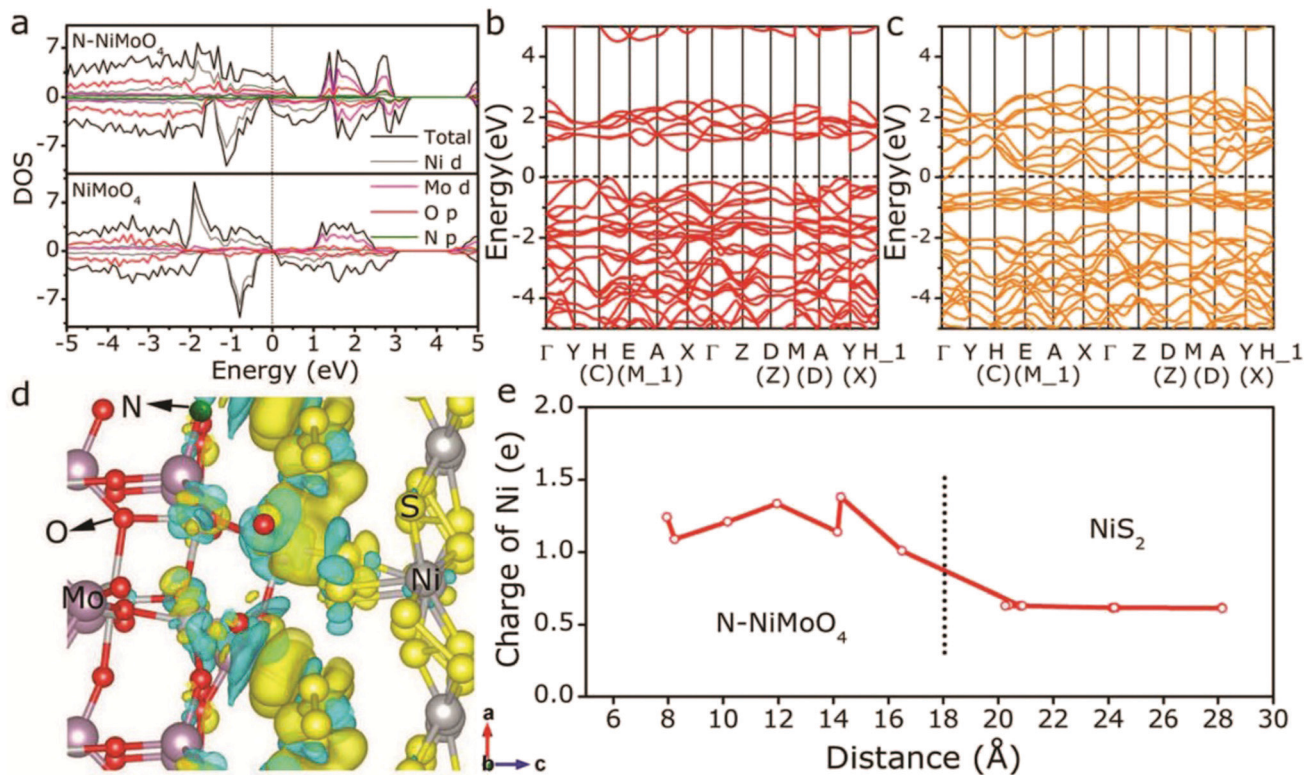 a
N-NiMoO4
7
0
-7
Total
Ni d
DOS
NiMoO4
7
0
-7
Mo d
O p
N p
-5 -4 -3 -2 -1 0 1 2 3 4 5
Energy (eV)
b
Energy(eV)
4
2
0
-2
-4
Γ Y H E A X Γ Z D M A Y H_1
(C) (M_1) (Z) (D) (X)
c
Energy(eV)
4
2
0
-2
-4
Γ Y H E A X Γ Z D M A Y H_1
(C) (M_1) (Z) (D) (X)
d
N
S
O
Ni
Mo
a
b c
e
Charge of Ni (e)
2.0
1.5
1.0
0.5
0.0
NiS2
N-NiMoO4
6 8 10 12 14 16 18 20 22 24 26 28 30
Distance (Å)